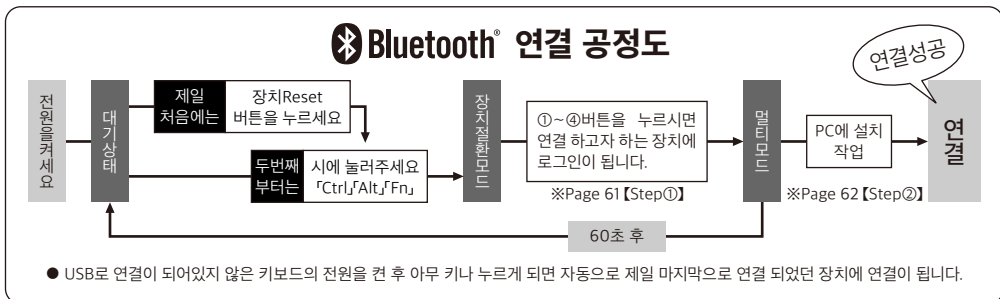 Bluetooth® 연결 공정도
연결성공
전원을켜세요
대기상태
제일
처음에는
장치Reset
버튼을 누르세요
두번째
부터는
시에 눌러주세요
「Ctrl」「Alt」「Fn」
장치절환모드
①~④버튼을 누르시면
연결 하고자 하는 장치에
로그인이 됩니다.
※Page 61【Step①】
멀티모드
PC에 설치
작업
※Page 62【Step②】
연결
60초 후
● USB로 연결이 되어있지 않은 키보드의 전원을 켠 후 아무 키나 누르게 되면 자동으로 제일 마지막으로 연결 되었던 장치에 연결이 됩니다.